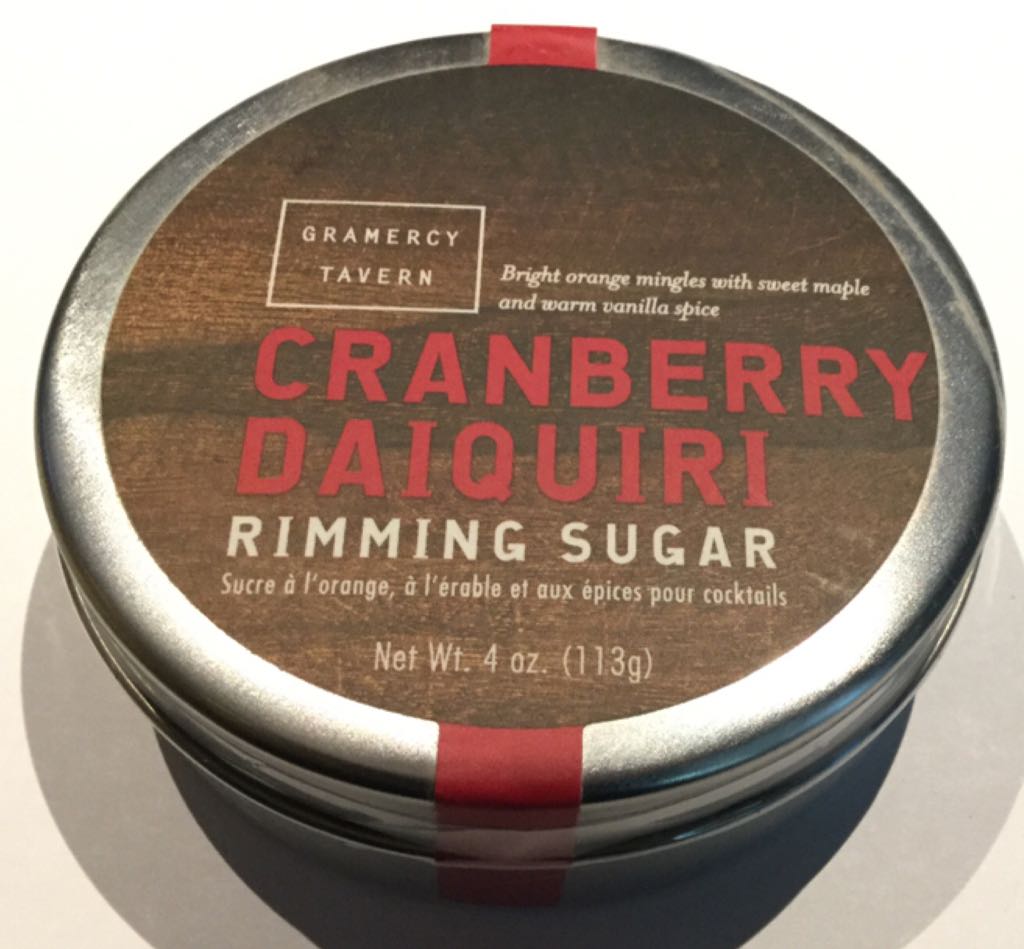 GRAMERCY
TAVERN
Bright orange mingles with sweet maple
and warm vanilla spice
CRANBERRY
DAIQUIRI
RIMMING SUGAR
Sucre à l'orange, à l'érable et aux épices pour cocktails
Net Wt. 4 oz. (113g)